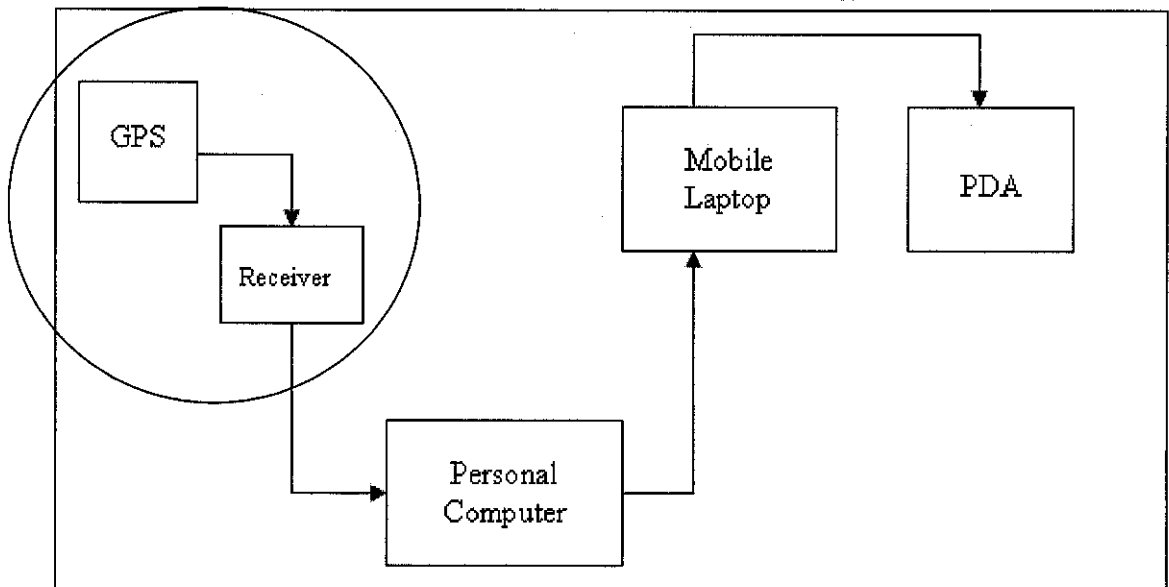 GPS
Receiver
Personal
Computer
Mobile
Laptop
PDA